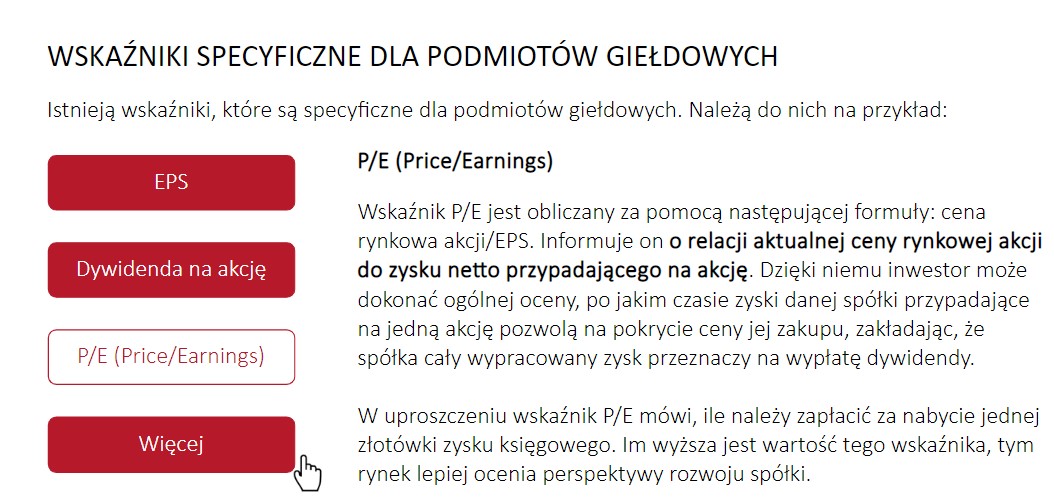 WSKAŹNIKI SPECYFICZNE DLA PODMIOTÓW GIEŁDOWYCH
Istnieją wskaźniki, które są specyficzne dla podmiotów giełdowych. Należą do nich na przykład:
EPS
Dywidenda na akcję
P/E (Price/Earnings)
Więcej
P/E (Price/Earnings)
Wskaźnik P/E jest obliczany za pomocą następującej formuły: cena
rynkowa akcji/EPS. Informuje on o relacji aktualnej ceny rynkowej akcji
do zysku netto przypadającego na akcję. Dzięki niemu inwestor może
dokonać ogólnej oceny, po jakim czasie zyski danej spółki przypadające
na jedną akcję pozwolą na pokrycie ceny jej zakupu, zakładając, że
spółka cały wypracowany zysk przeznaczy na wypłatę dywidendy.
W uproszczeniu wskaźnik P/E mówi, ile należy zapłacić za nabycie jednej
złotówki zysku księgowego. Im wyższa jest wartość tego wskaźnika, tym
rynek lepiej ocenia perspektywy rozwoju spółki.